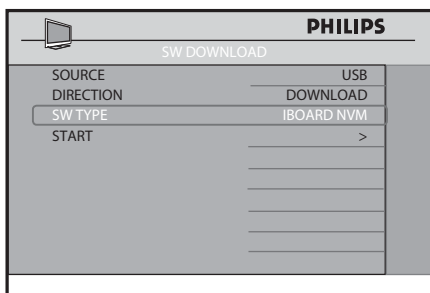 PHILIPS
SW DOWNLOAD
SOURCE USB
DIRECTION DOWNLOAD
SW TYPE IBOARD NVM
START >